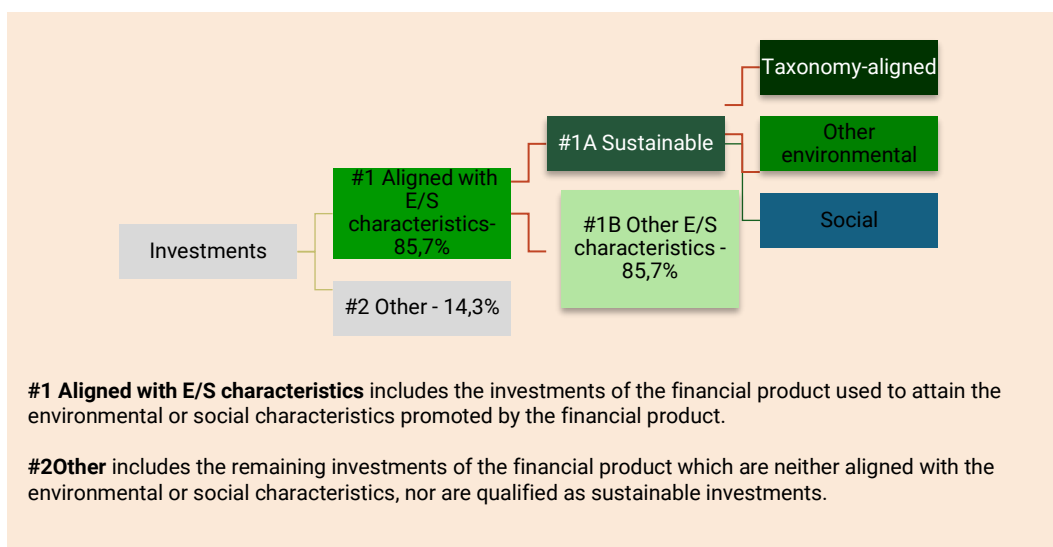 Taxonomy-aligned
#1A Sustainable
Other
environmental
#1 Aligned with
E/S
characteristics-
85,7%
#1B Other E/S
characteristics -
85,7%
Social
Investments
#2 Other - 14,3%
#1 Aligned with E/S characteristics includes the investments of the financial product used to attain the
environmental or social characteristics promoted by the financial product.
#2Other includes the remaining investments of the financial product which are neither aligned with the
environmental or social characteristics, nor are qualified as sustainable investments.